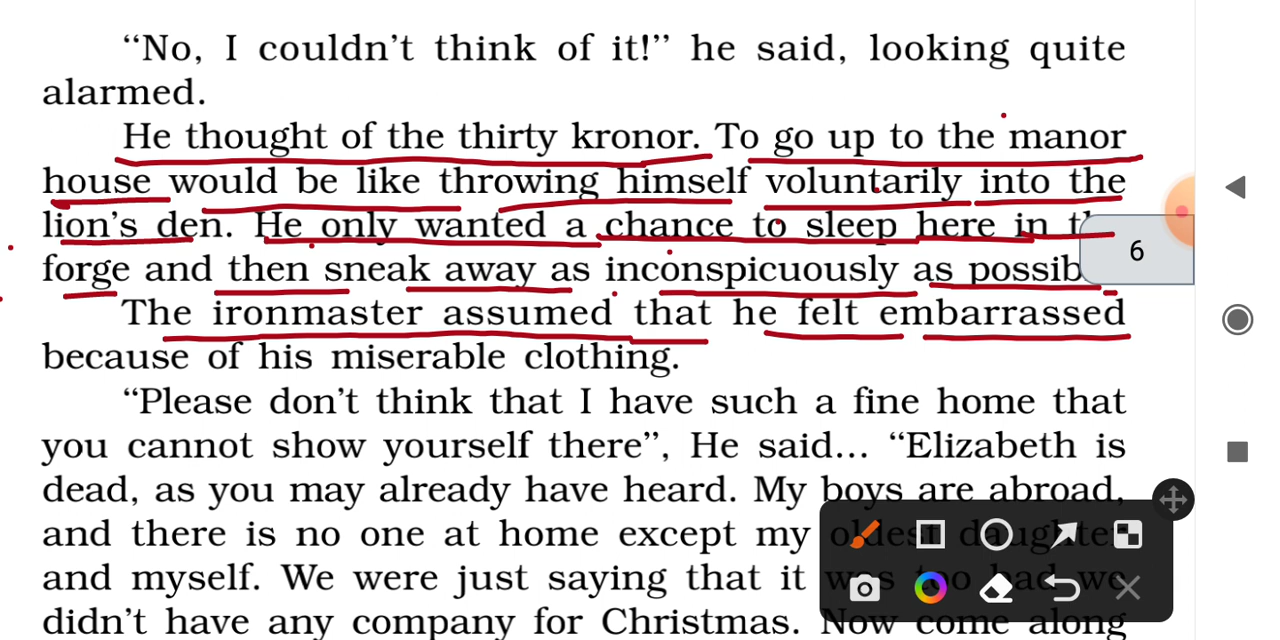 “No, I couldn’t think of it!” he said, looking quite
alarmed.
He thought of the thirty kronor. To go up to the manor
house would be like throwing himself voluntarily into the
lion’s den. He only wanted a chance to sleep here in
forge and then sneak away as inconspicuously as
6
The ironmaster assumed that he felt embarrassed
because of his miserable clothing.
“Please don’t think that I have such a fine home that
you cannot show yourself there”, He said... “Elizabeth is
dead, as you may already have heard. My boys are abroad,
and there is no one at home except my oldest daughter
and myself. We were just saying that it was too bad we
didn’t have any company for Christmas. Now come along